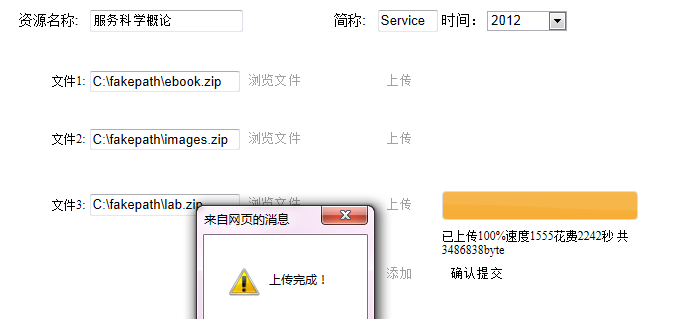 资源名称: 服务科学概论 简称: Service 时间： 2012
文件1: C:\fakepath\ebook.zip 浏览文件 上传
文件2: C:\fakepath\images.zip 浏览文件 上传
文件3: C:\fakepath\lab.zip 浏览文件 上传
来自网页的消息
已上传100%速度1555花费2242秒 共
3486838byte
上传完成！
添加 确认提交